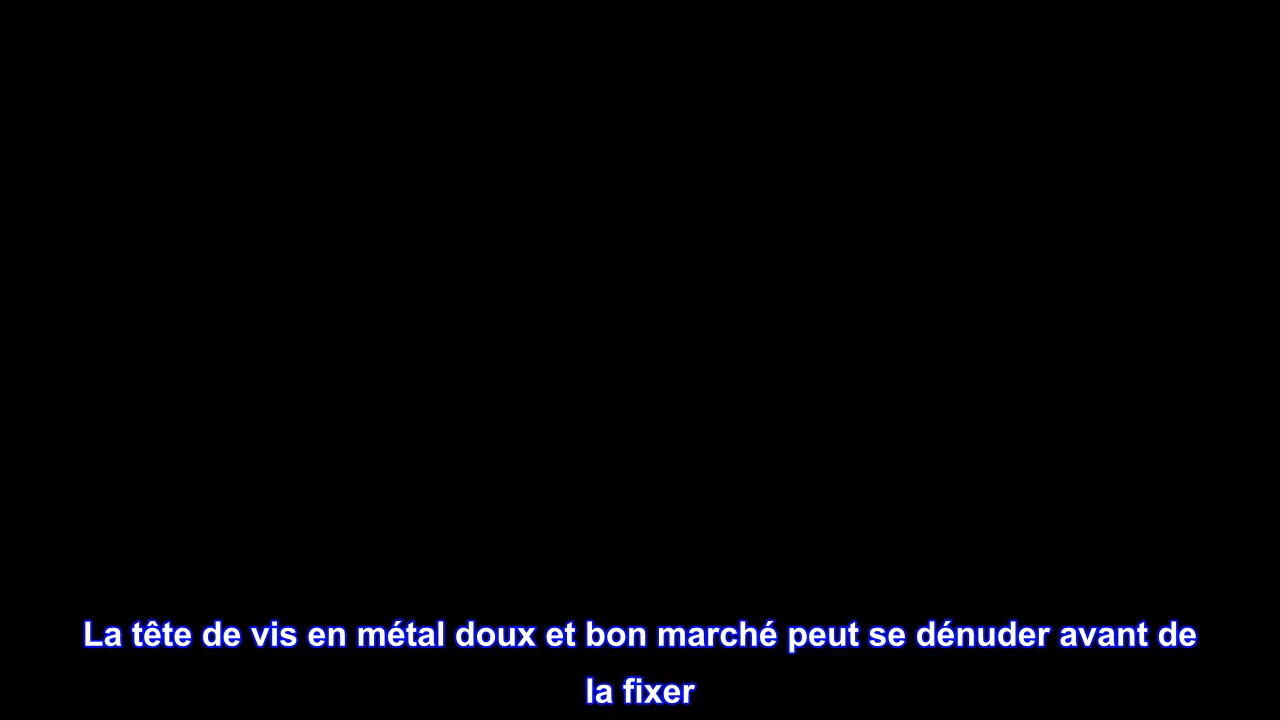 La tête de vis en métal doux et bon marché peut se dénuder avant de
la fixer